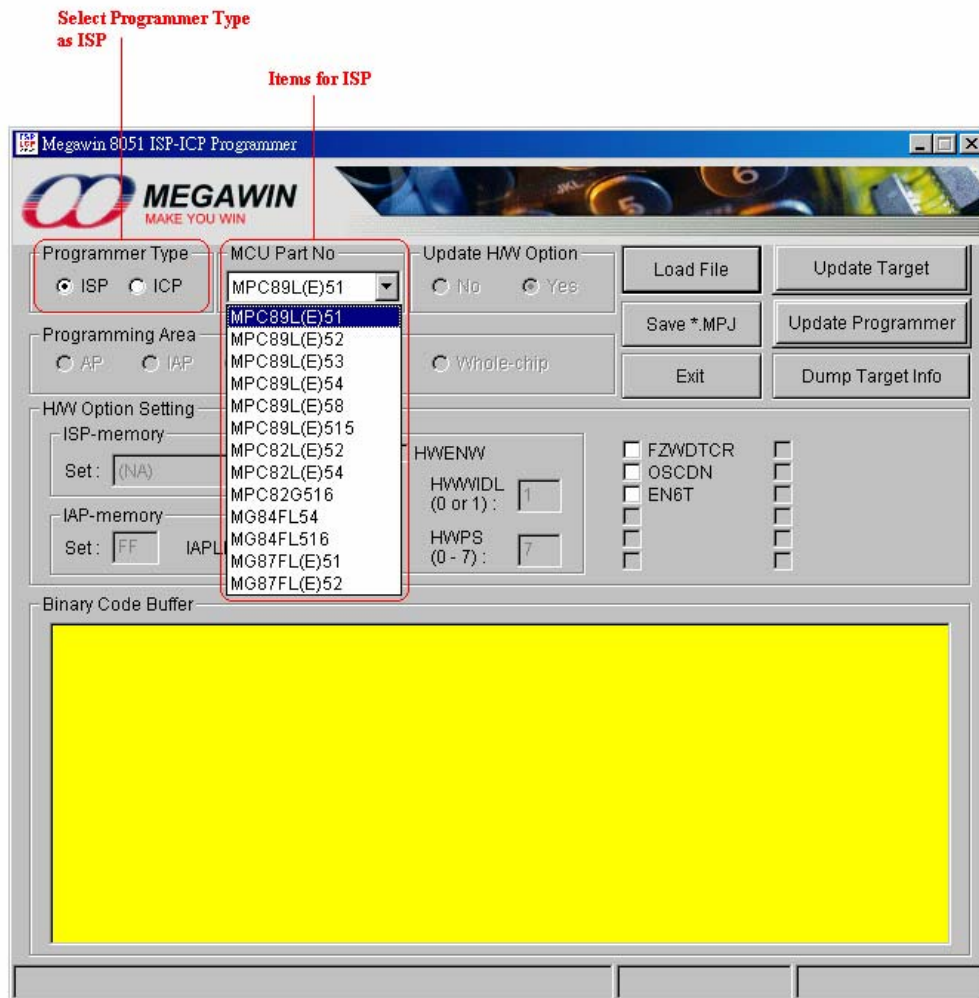 Select Programmer Type
as ISP
Items for ISP
Megawin 8051 ISP-ICP Programmer
MEGAWIN
MAKE YOU WIN
JKL
5
6
Programmer Type
ISP ICP
MCU Part No
MPC89L(E)51
MPC89L(E)51
MPC89L(E)52
MPC89L(E)53
MPC89L(E)54
MPC89L(E)58
MPC89L(E)515
MPC82L(E)52
MPC82L(E)54
MPC82G516
MG84FL54
MG84FL516
MG87FL(E)51
MG87FL(E)52
Update H/W Option
No Yes
Load File
Update Target
Save *.MPJ
Update Programmer
Exit
Dump Target Info
Programming Area
AP IAP
Whole-chip
H/W Option Setting
ISP-memory
Set : (NA)
IAP-memory
Set : FF
HWENW
HWWIDL
(0 or 1) : 1
HWPS
(0 - 7) : 7
FZWDTCR
OSCDN
EN6T
Binary Code Buffer